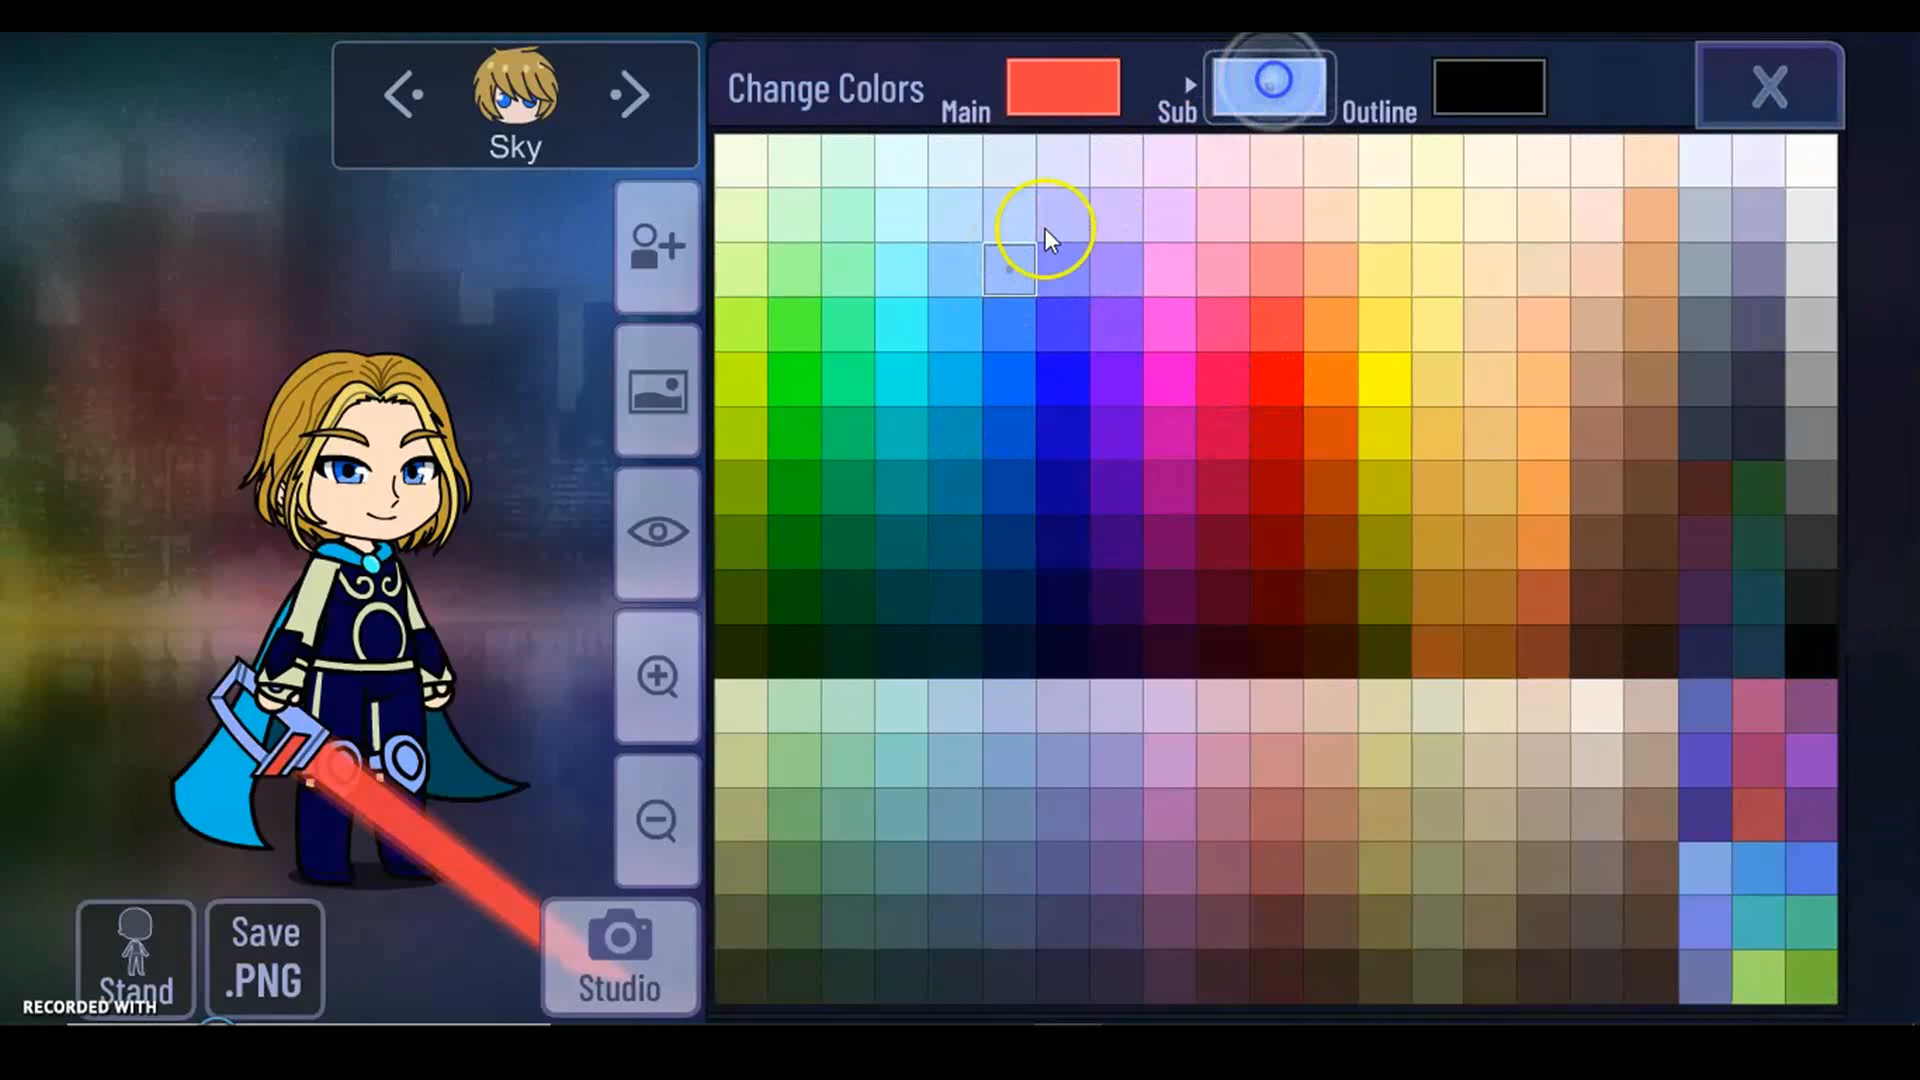 Sky
Change Colors
Main
Sub
Outline
X
Stand
Save
.PNG
Studio
RECORDED WITH